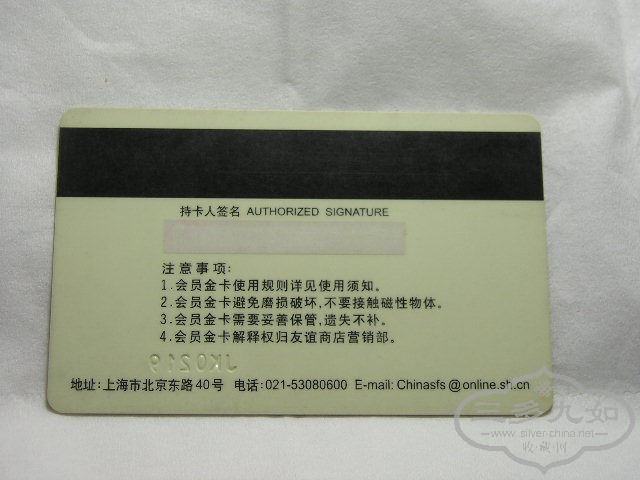 持卡人签名 AUTHORIZED SIGNATURE
注意事项:
1.会员金卡使用规则详见使用须知。
2.会员金卡避免磨损破坏,不要接触磁性物体。
3.会员金卡需要妥善保管,遗失不补。
4.会员金卡解释权归友谊商店营销部。
JK0219
地址:上海市北京东路40号 电话:021-53080600 E-mail: Chinasfs@online.sh.cn
三多九如
www.silver-china.net
收藏网